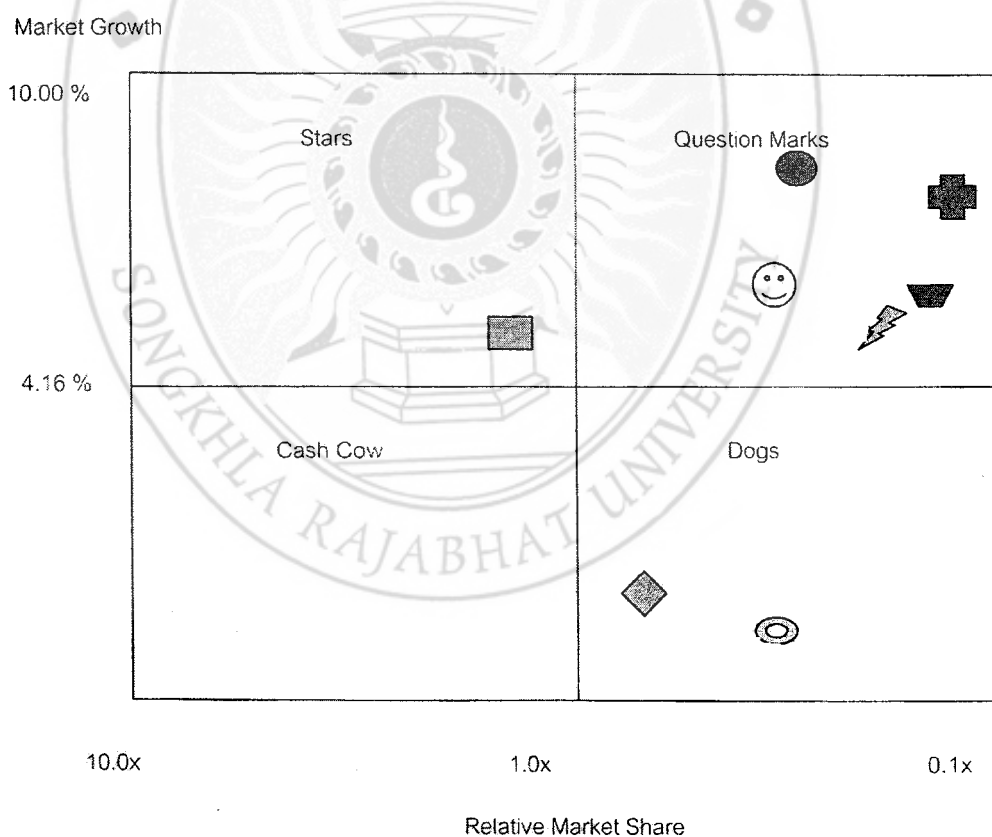 Market Growth
10.00 %
Stars
Question Marks
4.16 %
Cash Cow
Dogs
SONGKHLA RAJABHAT UNIVERSITY
10.0x
1.0x
0.1x
Relative Market Share